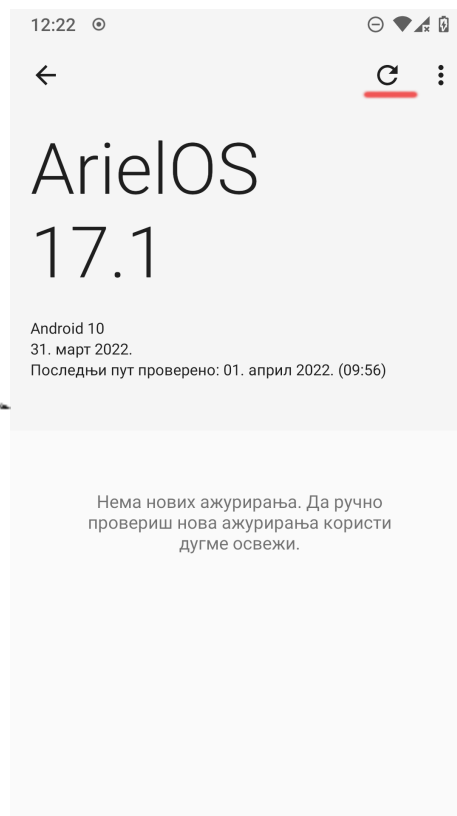 12:22
ArielOS
17.1
Android 10
31. март 2022.
Последњи пут проверено: 01. април 2022. (09:56)
Нема нових ажурирања. Да ручно
провериш нова ажурирања користи
дугме освежи.